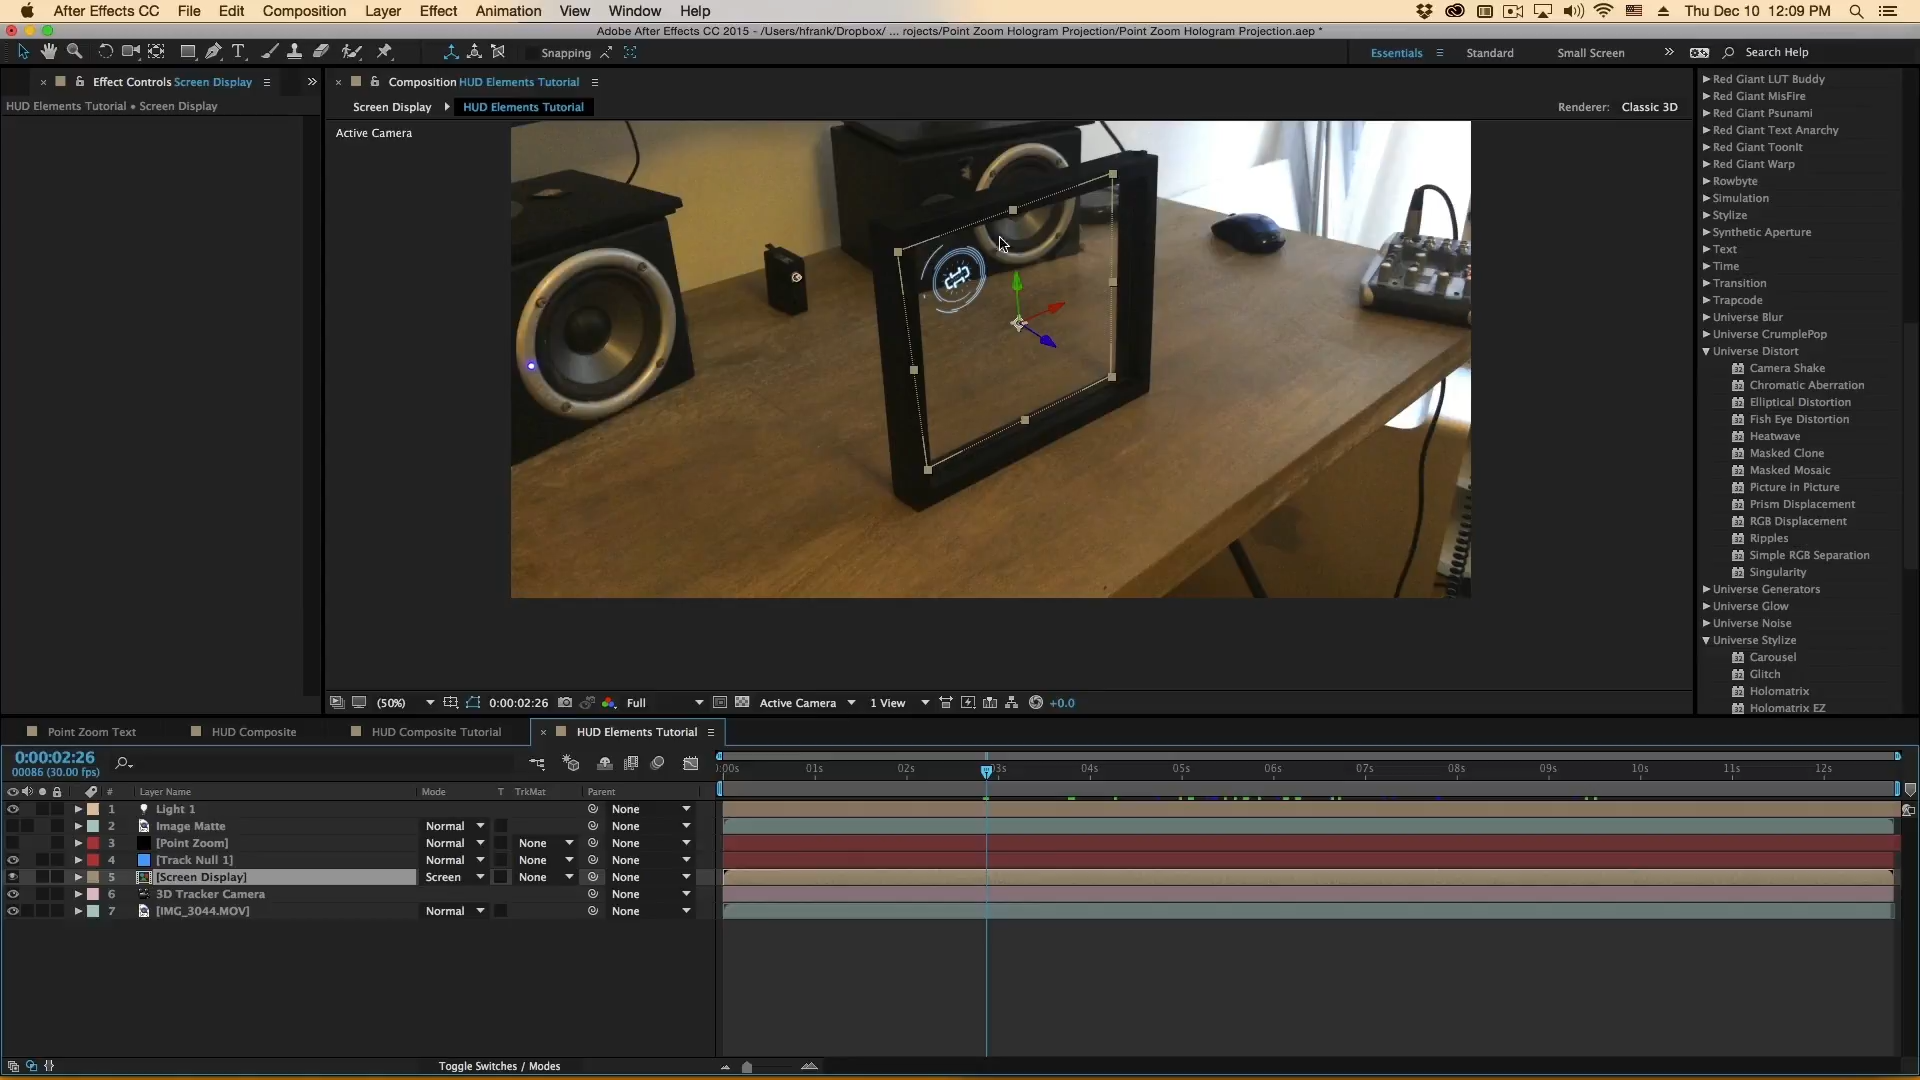 After Effects CC File Edit Composition Layer Effect Animation View Window Help Thu Dec 10 12:09 PM
Adobe After Effects CC 2015 - /Users/hfrank/Dropbox/ ... rojects/Point Zoom Hologram Projection/Point Zoom Hologram Projection.aep *
Snapping Essentials Standard Small Screen » Search Help
Effect Controls Screen Display »
HUD Elements Tutorial • Screen Display
Composition HUD Elements Tutorial
Screen Display HUD Elements Tutorial Renderer: Classic 3D
Active Camera
Red Giant LUT Buddy
Red Giant MisFire
Red Giant Psunami
Red Giant Text Anarchy
Red Giant ToonIt
Red Giant Warp
Rowbyte
Simulation
Stylize
Synthetic Aperture
Text
Time
Transition
Trapcode
Universe Blur
Universe CrumplePop
Universe Distort
Camera Shake
Chromatic Aberration
Elliptical Distortion
Fish Eye Distortion
Heatwave
Masked Clone
Masked Mosaic
Picture in Picture
Prism Displacement
RGB Displacement
Ripples
Simple RGB Separation
Singularity
Universe Generators
Universe Glow
Universe Noise
Universe Stylize
Carousel
Glitch
Holomatrix
Holomatrix EZ
(50%) 0:00:02:26 Full Active Camera 1 View +0.0
Point Zoom Text HUD Composite HUD Composite Tutorial × HUD Elements Tutorial
0:00:02:26
00086 (30.00 fps)
:00s 01s 02s 03s 04s 05s 06s 07s 08s 09s 10s 11s 12s
# Layer Name Mode T TrkMat Parent
1 Light 1 None
2 Image Matte Normal None
3 [Point Zoom] Normal None None
4 [Track Null 1] Normal None None
5 [Screen Display] Screen None None
6 3D Tracker Camera None
7 [IMG_3044.MOV] Normal None
Toggle Switches / Modes